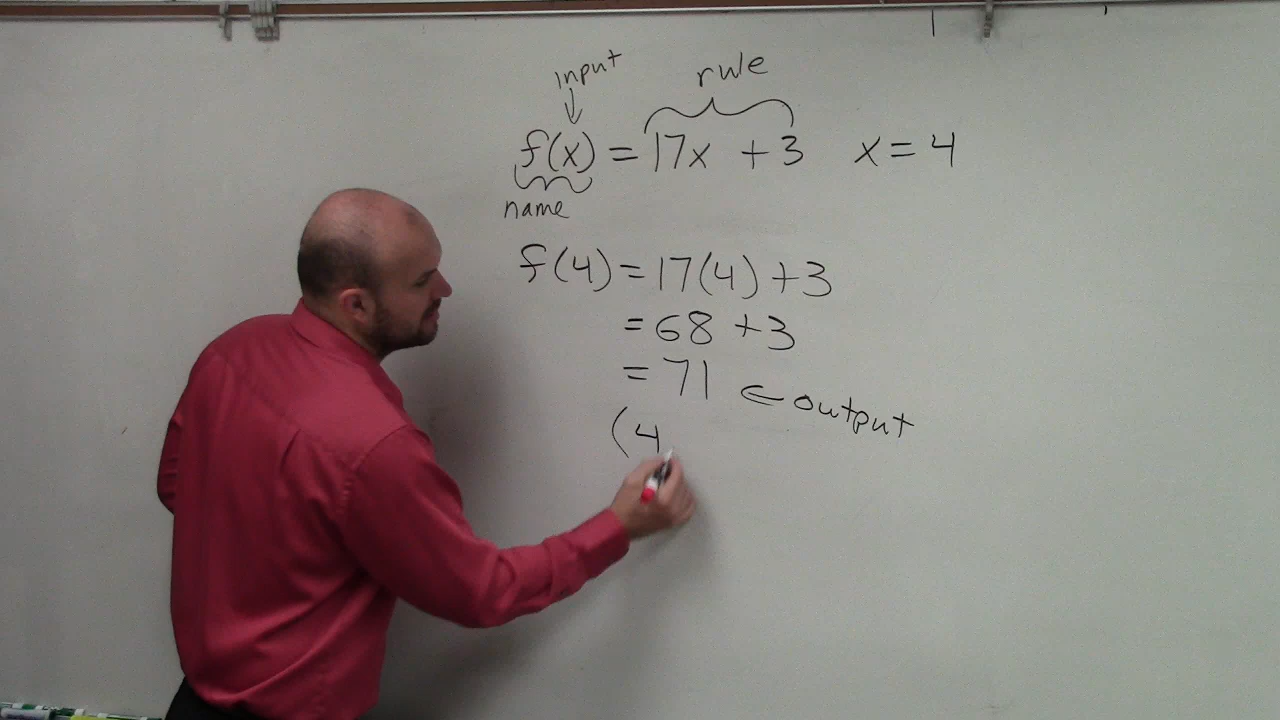 input
rule
f(x) = 17x + 3 x = 4
name
f(4) = 17(4) + 3
= 68 + 3
= 71 ← output
(4